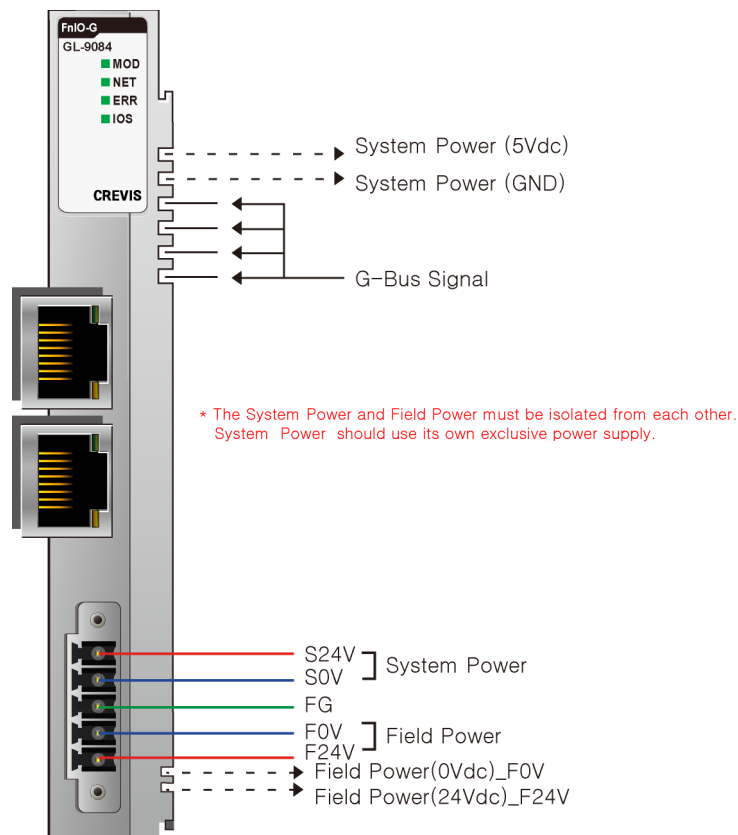 FnIO-G
GL-9084
MOD
NET
ERR
IOS
CREVIS
System Power (5Vdc)
System Power (GND)
G-Bus Signal
* The System Power and Field Power must be isolated from each other.
System Power should use its own exclusive power supply.
S24V
S0V
System Power
FG
F0V
F24V
Field Power
Field Power(0Vdc)_F0V
Field Power(24Vdc)_F24V